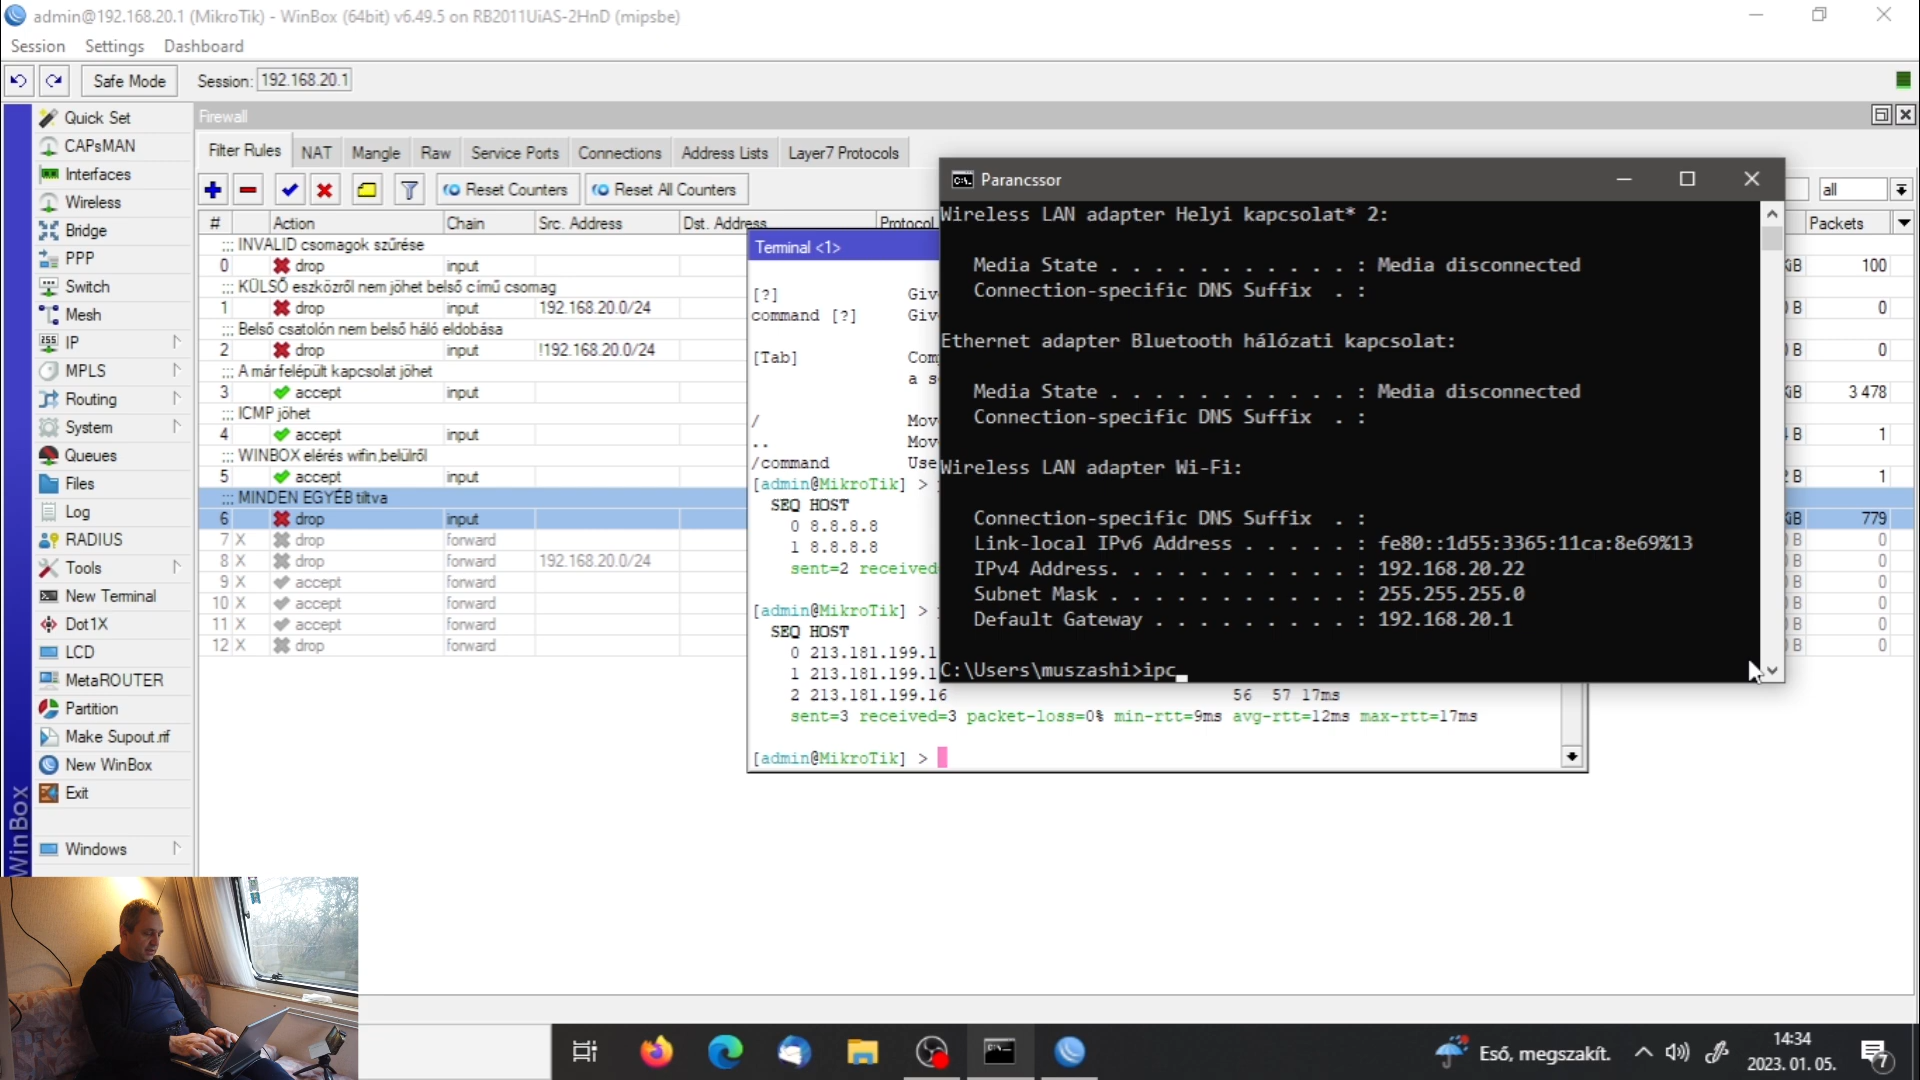 admin@192.168.20.1 (MikroTik) - WinBox (64bit) v6.49.5 on RB2011UiAS-2HnD (mipsbe)
Session Settings Dashboard
Safe Mode Session: 192.168.20.1
Quick Set
CAPsMAN
Interfaces
Wireless
Bridge
PPP
Switch
Mesh
IP
MPLS
Routing
System
Queues
Files
Log
RADIUS
Tools
New Terminal
Dot1X
LCD
MetaROUTER
Partition
Make Supout.rif
New WinBox
Exit
Windows
WinBox
Firewall
Filter Rules NAT Mangle Raw Service Ports Connections Address Lists Layer7 Protocols
Reset Counters Reset All Counters all
# Action Chain Src. Address Dst. Address Protocol Packets
::: INVALID csomagok szűrése
0 drop input 100
::: KÜLSŐ eszközről nem jöhet belső című csomag
1 drop input 192.168.20.0/24 B 0
::: Belső csatolón nem belső háló eldobása
2 drop input !192.168.20.0/24 B 0
::: A már felépült kapcsolat jöhet
3 accept input 3 478
::: ICMP jöhet
4 accept input B 1
::: WINBOX elérés wifin,belülről
5 accept input B 1
::: MINDEN EGYÉB tiltva
6 drop input 779
7 X drop forward B 0
8 X drop forward 192.168.20.0/24 B 0
9 X accept forward B 0
10 X accept forward B 0
11 X accept forward B 0
12 X drop forward B 0
Terminal <1>
[?] Giv
command [?] Giv
[Tab] Com
a s
/ Mov
.. Mov
/command Use
[admin@MikroTik] >
SEQ HOST
0 8.8.8.8
1 8.8.8.8
sent=2 received
[admin@MikroTik] >
SEQ HOST
0 213.181.199.1
1 213.181.199.1
2 213.181.199.16 56 57 17ms
sent=3 received=3 packet-loss=0% min-rtt=9ms avg-rtt=12ms max-rtt=17ms
[admin@MikroTik] >
Parancssor
Wireless LAN adapter Helyi kapcsolat* 2:
Media State . . . . . . . . . . . : Media disconnected
Connection-specific DNS Suffix . :
Ethernet adapter Bluetooth hálózati kapcsolat:
Media State . . . . . . . . . . . : Media disconnected
Connection-specific DNS Suffix . :
Wireless LAN adapter Wi-Fi:
Connection-specific DNS Suffix . :
Link-local IPv6 Address . . . . . : fe80::1d55:3365:11ca:8e69%13
IPv4 Address. . . . . . . . . . . : 192.168.20.22
Subnet Mask . . . . . . . . . . . : 255.255.255.0
Default Gateway . . . . . . . . . : 192.168.20.1
C:\Users\muszashi>ipc
Eső, megszakít.
14:34
2023. 01. 05.
7